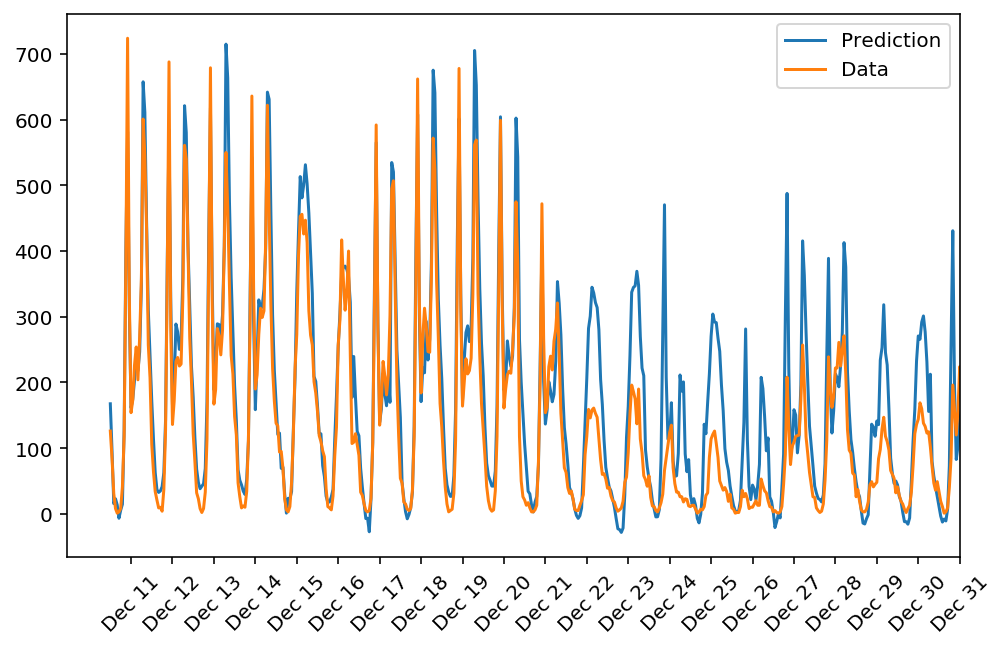 Prediction
Data
700
600
500
400
300
200
100
0
Dec 11
Dec 12
Dec 13
Dec 14
Dec 15
Dec 16
Dec 17
Dec 18
Dec 19
Dec 20
Dec 21
Dec 22
Dec 23
Dec 24
Dec 25
Dec 26
Dec 27
Dec 28
Dec 29
Dec 30
Dec 31